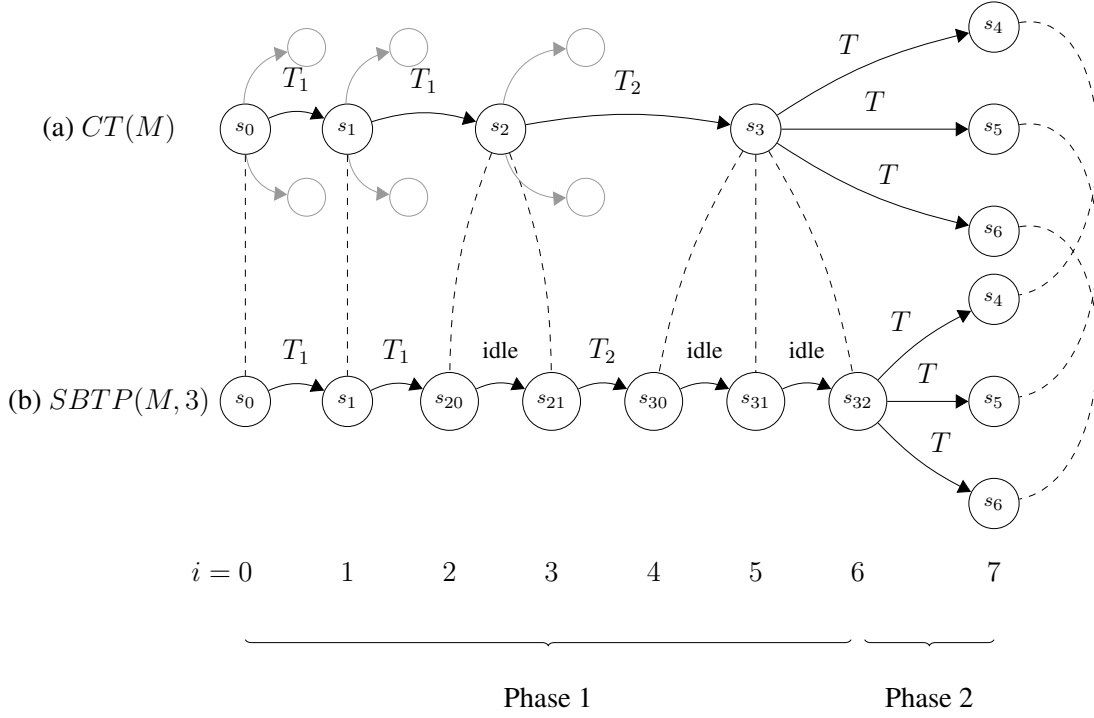 s4
T
T1 T1 T2
(a) CT(M) s0 s1 s2 s3 T s5
T
s6
s4
T
T1 T1 idle T2 idle idle
T
(b) SBTP(M, 3) s0 s1 s20 s21 s30 s31 s32 s5
T
s6
i = 0 1 2 3 4 5 6 7
Phase 1 Phase 2